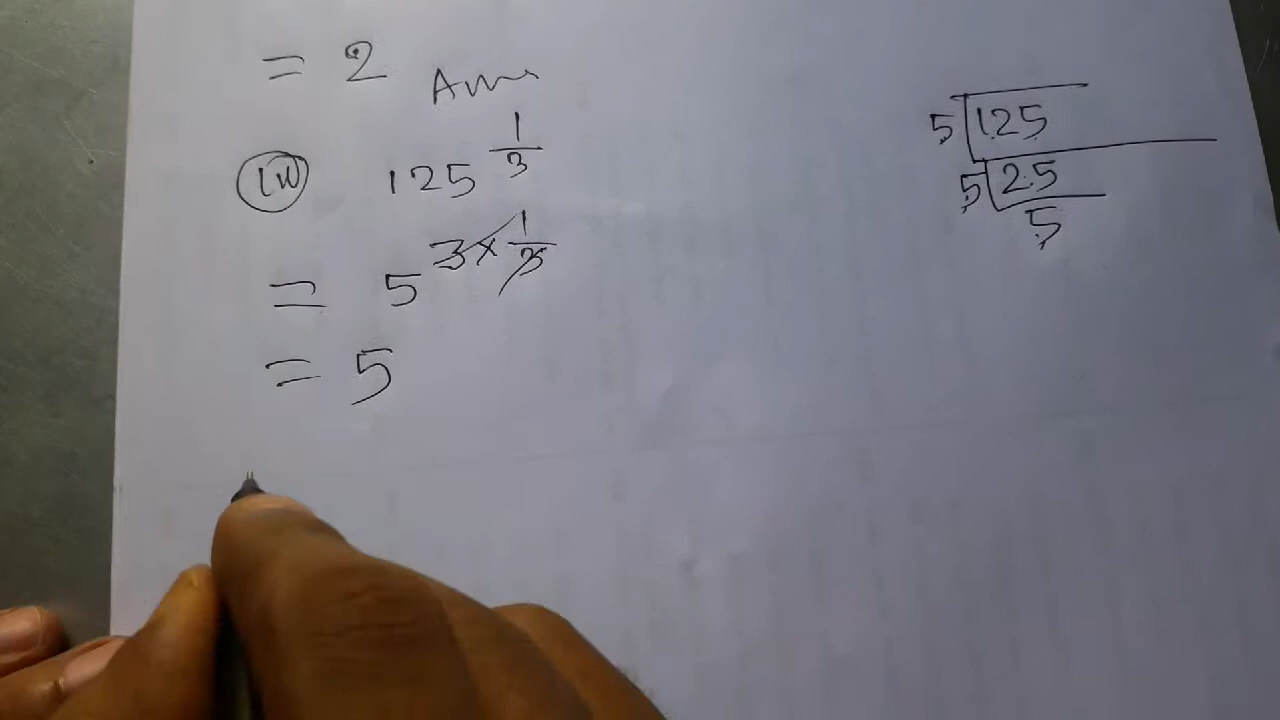 = 2 Ans
(iv) 125^{1/3}
= 5^{3×1/3}
= 5
5 | 125
5 | 25
5